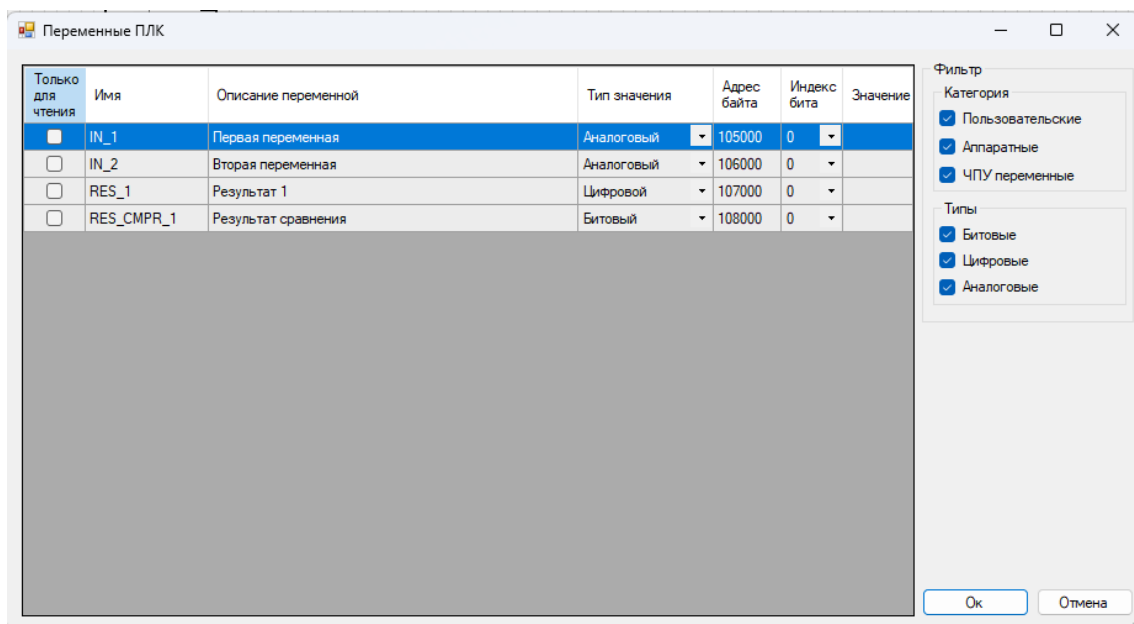 Переменные ПЛК
Только для чтения Имя Описание переменной Тип значения Адрес байта Индекс бита Значение
IN_1 Первая переменная Аналоговый 105000 0
IN_2 Вторая переменная Аналоговый 106000 0
RES_1 Результат 1 Цифровой 107000 0
RES_CMPR_1 Результат сравнения Битовый 108000 0
Фильтр
Категория
Пользовательские
Аппаратные
ЧПУ переменные
Типы
Битовые
Цифровые
Аналоговые
Ок Отмена